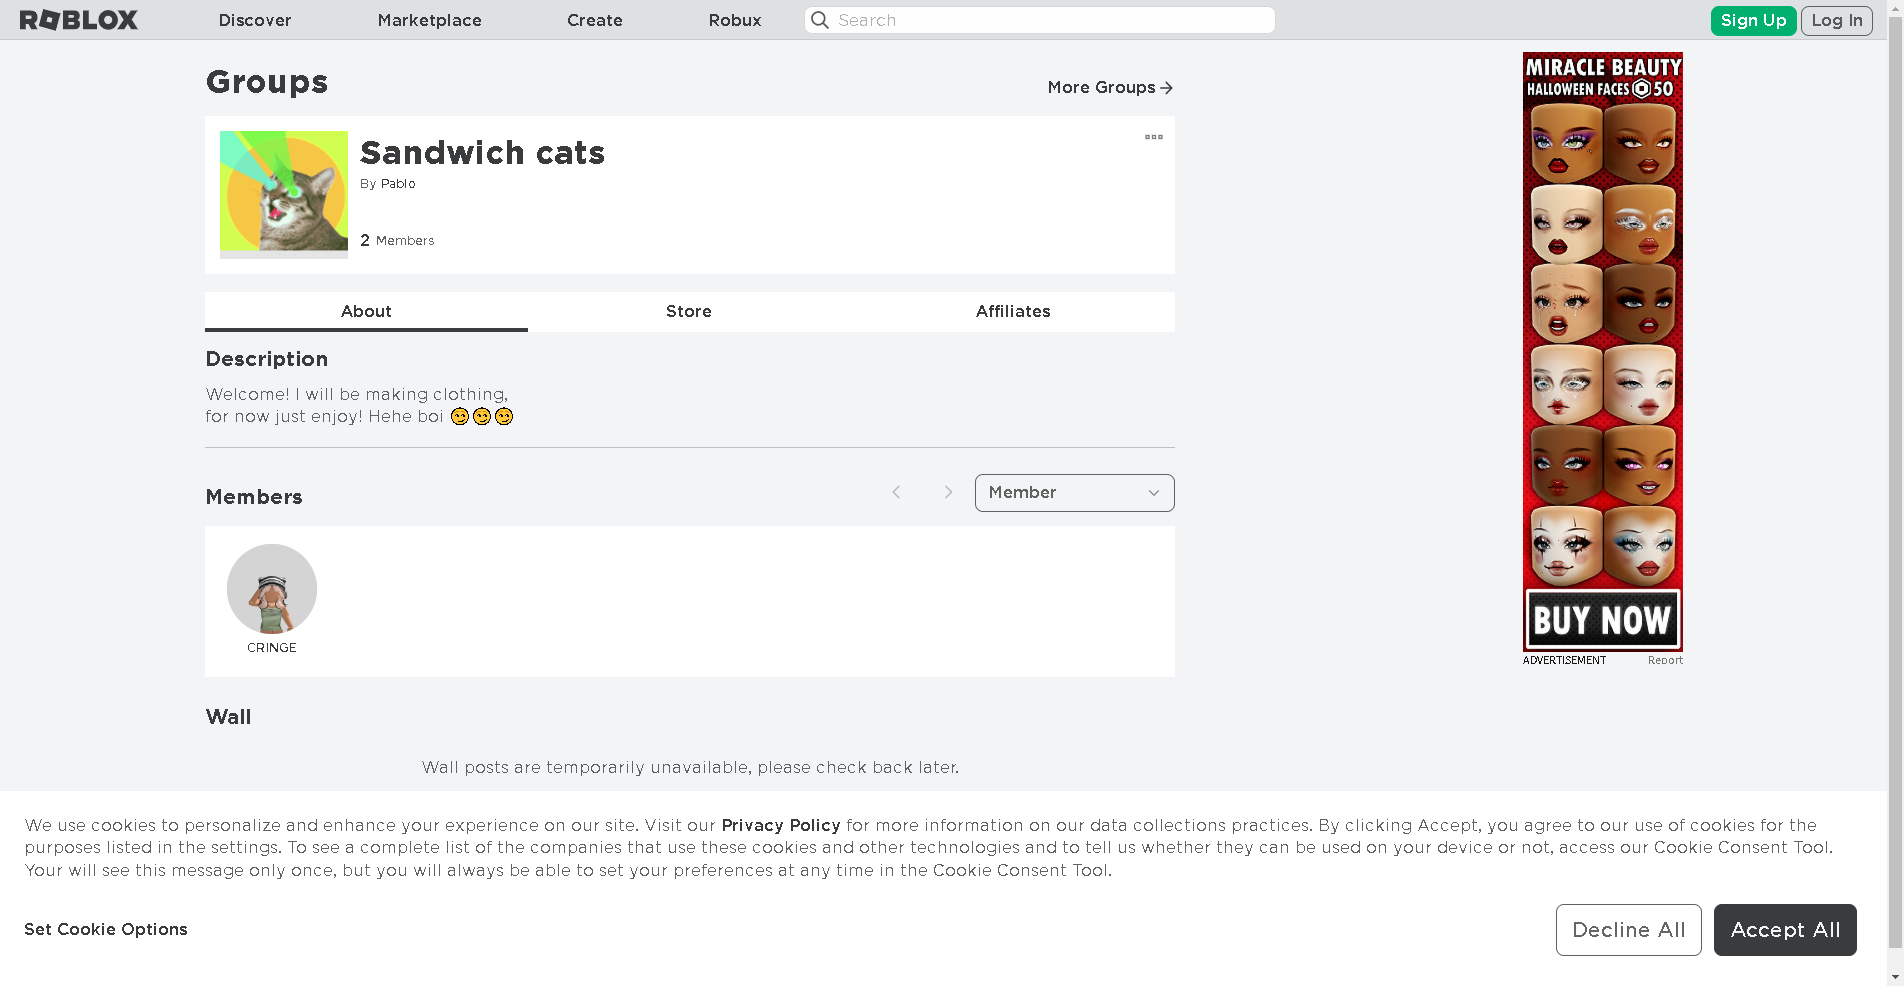 ROBLOX Discover Marketplace Create Robux Search Sign Up Log In
Groups
More Groups
Sandwich cats
By Pablo
2 Members
About Store Affiliates
Description
Welcome! I will be making clothing,
for now just enjoy! Hehe boi 😏😏😏
Members
Member
CRINGE
Wall
Wall posts are temporarily unavailable, please check back later.
MIRACLE BEAUTY
HALLOWEEN FACES 50
BUY NOW
ADVERTISEMENT Report
We use cookies to personalize and enhance your experience on our site. Visit our Privacy Policy for more information on our data collections practices. By clicking Accept, you agree to our use of cookies for the
purposes listed in the settings. To see a complete list of the companies that use these cookies and other technologies and to tell us whether they can be used on your device or not, access our Cookie Consent Tool.
Your will see this message only once, but you will always be able to set your preferences at any time in the Cookie Consent Tool.
Set Cookie Options
Decline All Accept All